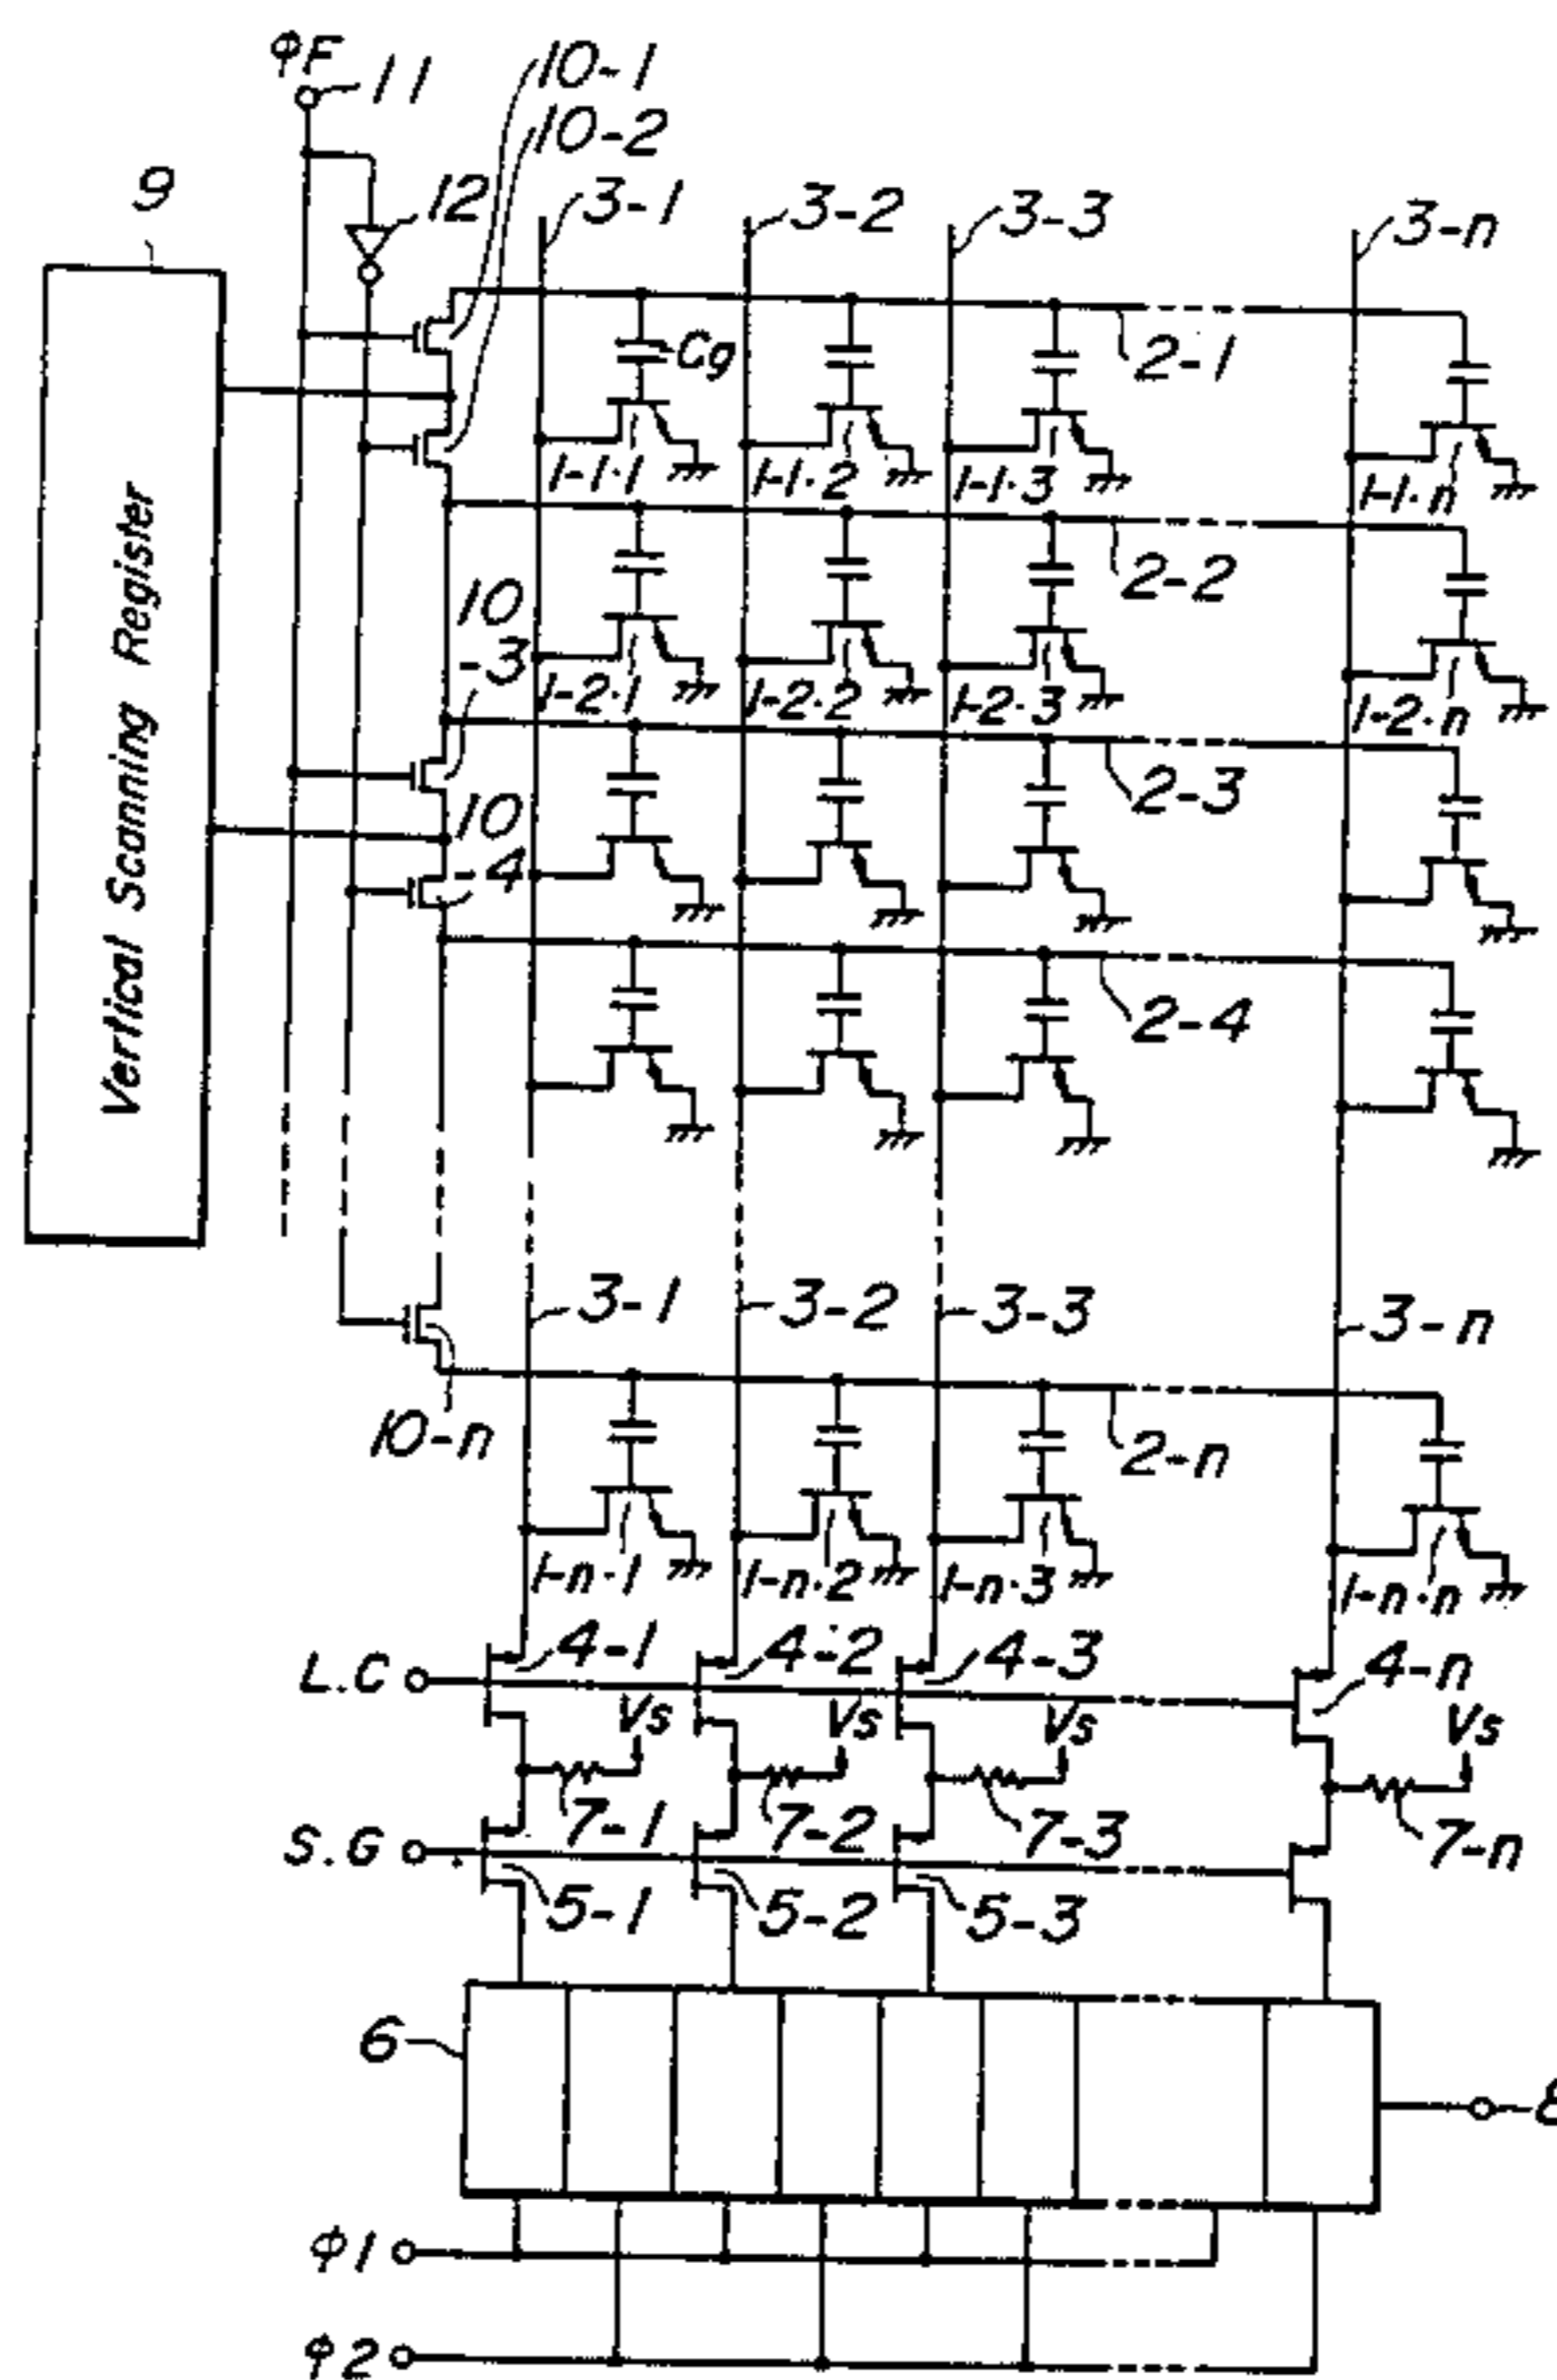 φF
11
10-1
10-2
9
12
3-1
3-2
3-3
3-n
Cg
2-1
1-1·1
1-1·2
1-1·3
1-1·n
Vertical Scanning Register
2-2
10
-3
1-2·1
1-2·2
1-2·3
1-2·n
2-3
10
-4
2-4
3-1
3-2
3-3
3-n
10-n
2-n
1-n·1
1-n·2
1-n·3
1-n·n
L.C
4-1
4-2
4-3
4-n
Vs
Vs
Vs
Vs
7-1
7-2
7-3
7-n
S.G
5-1
5-2
5-3
6
8
φ1
φ2